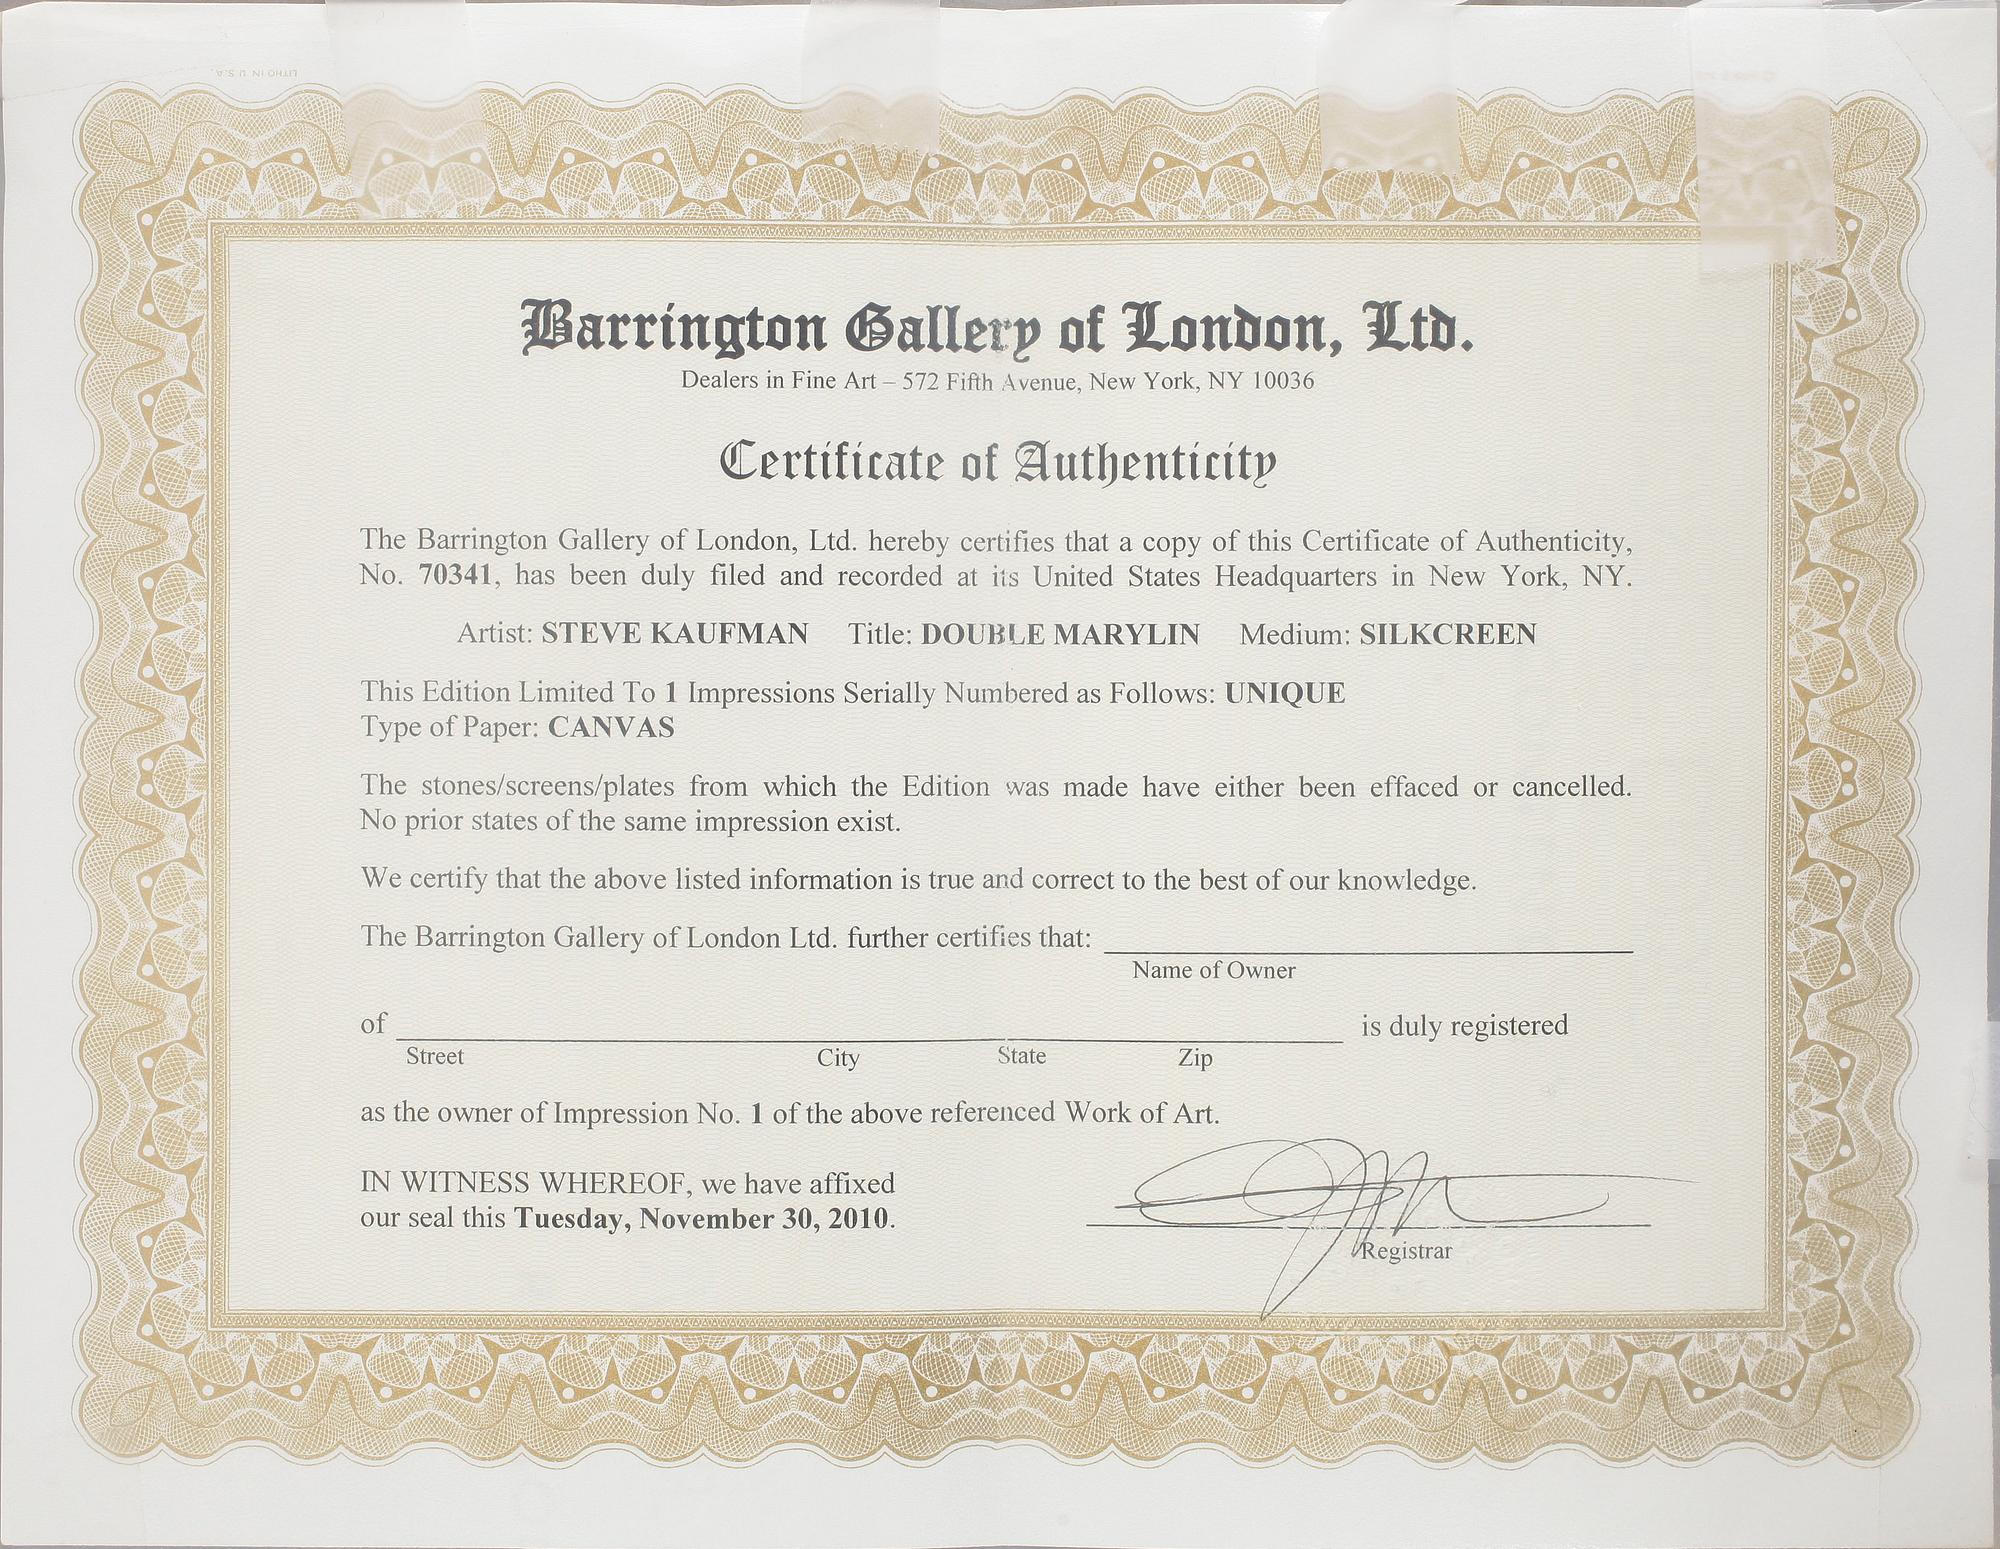 LITHO IN U.S.A.
Barrington Gallery of London, Ltd.
Dealers in Fine Art – 572 Fifth Avenue, New York, NY 10036
Certificate of Authenticity
The Barrington Gallery of London, Ltd. hereby certifies that a copy of this Certificate of Authenticity,
No. 70341, has been duly filed and recorded at its United States Headquarters in New York, NY.
Artist: STEVE KAUFMAN Title: DOUBLE MARYLIN Medium: SILKCREEN
This Edition Limited To 1 Impressions Serially Numbered as Follows: UNIQUE
Type of Paper: CANVAS
The stones/screens/plates from which the Edition was made have either been effaced or cancelled.
No prior states of the same impression exist.
We certify that the above listed information is true and correct to the best of our knowledge.
The Barrington Gallery of London Ltd. further certifies that:
Name of Owner
of is duly registered
Street City State Zip
as the owner of Impression No. 1 of the above referenced Work of Art.
IN WITNESS WHEREOF, we have affixed
our seal this Tuesday, November 30, 2010.
Registrar